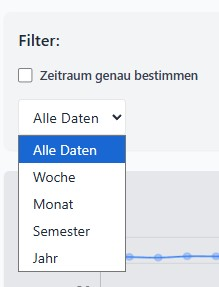 Filter:
Zeitraum genau bestimmen
Alle Daten
Alle Daten
Woche
Monat
Semester
Jahr